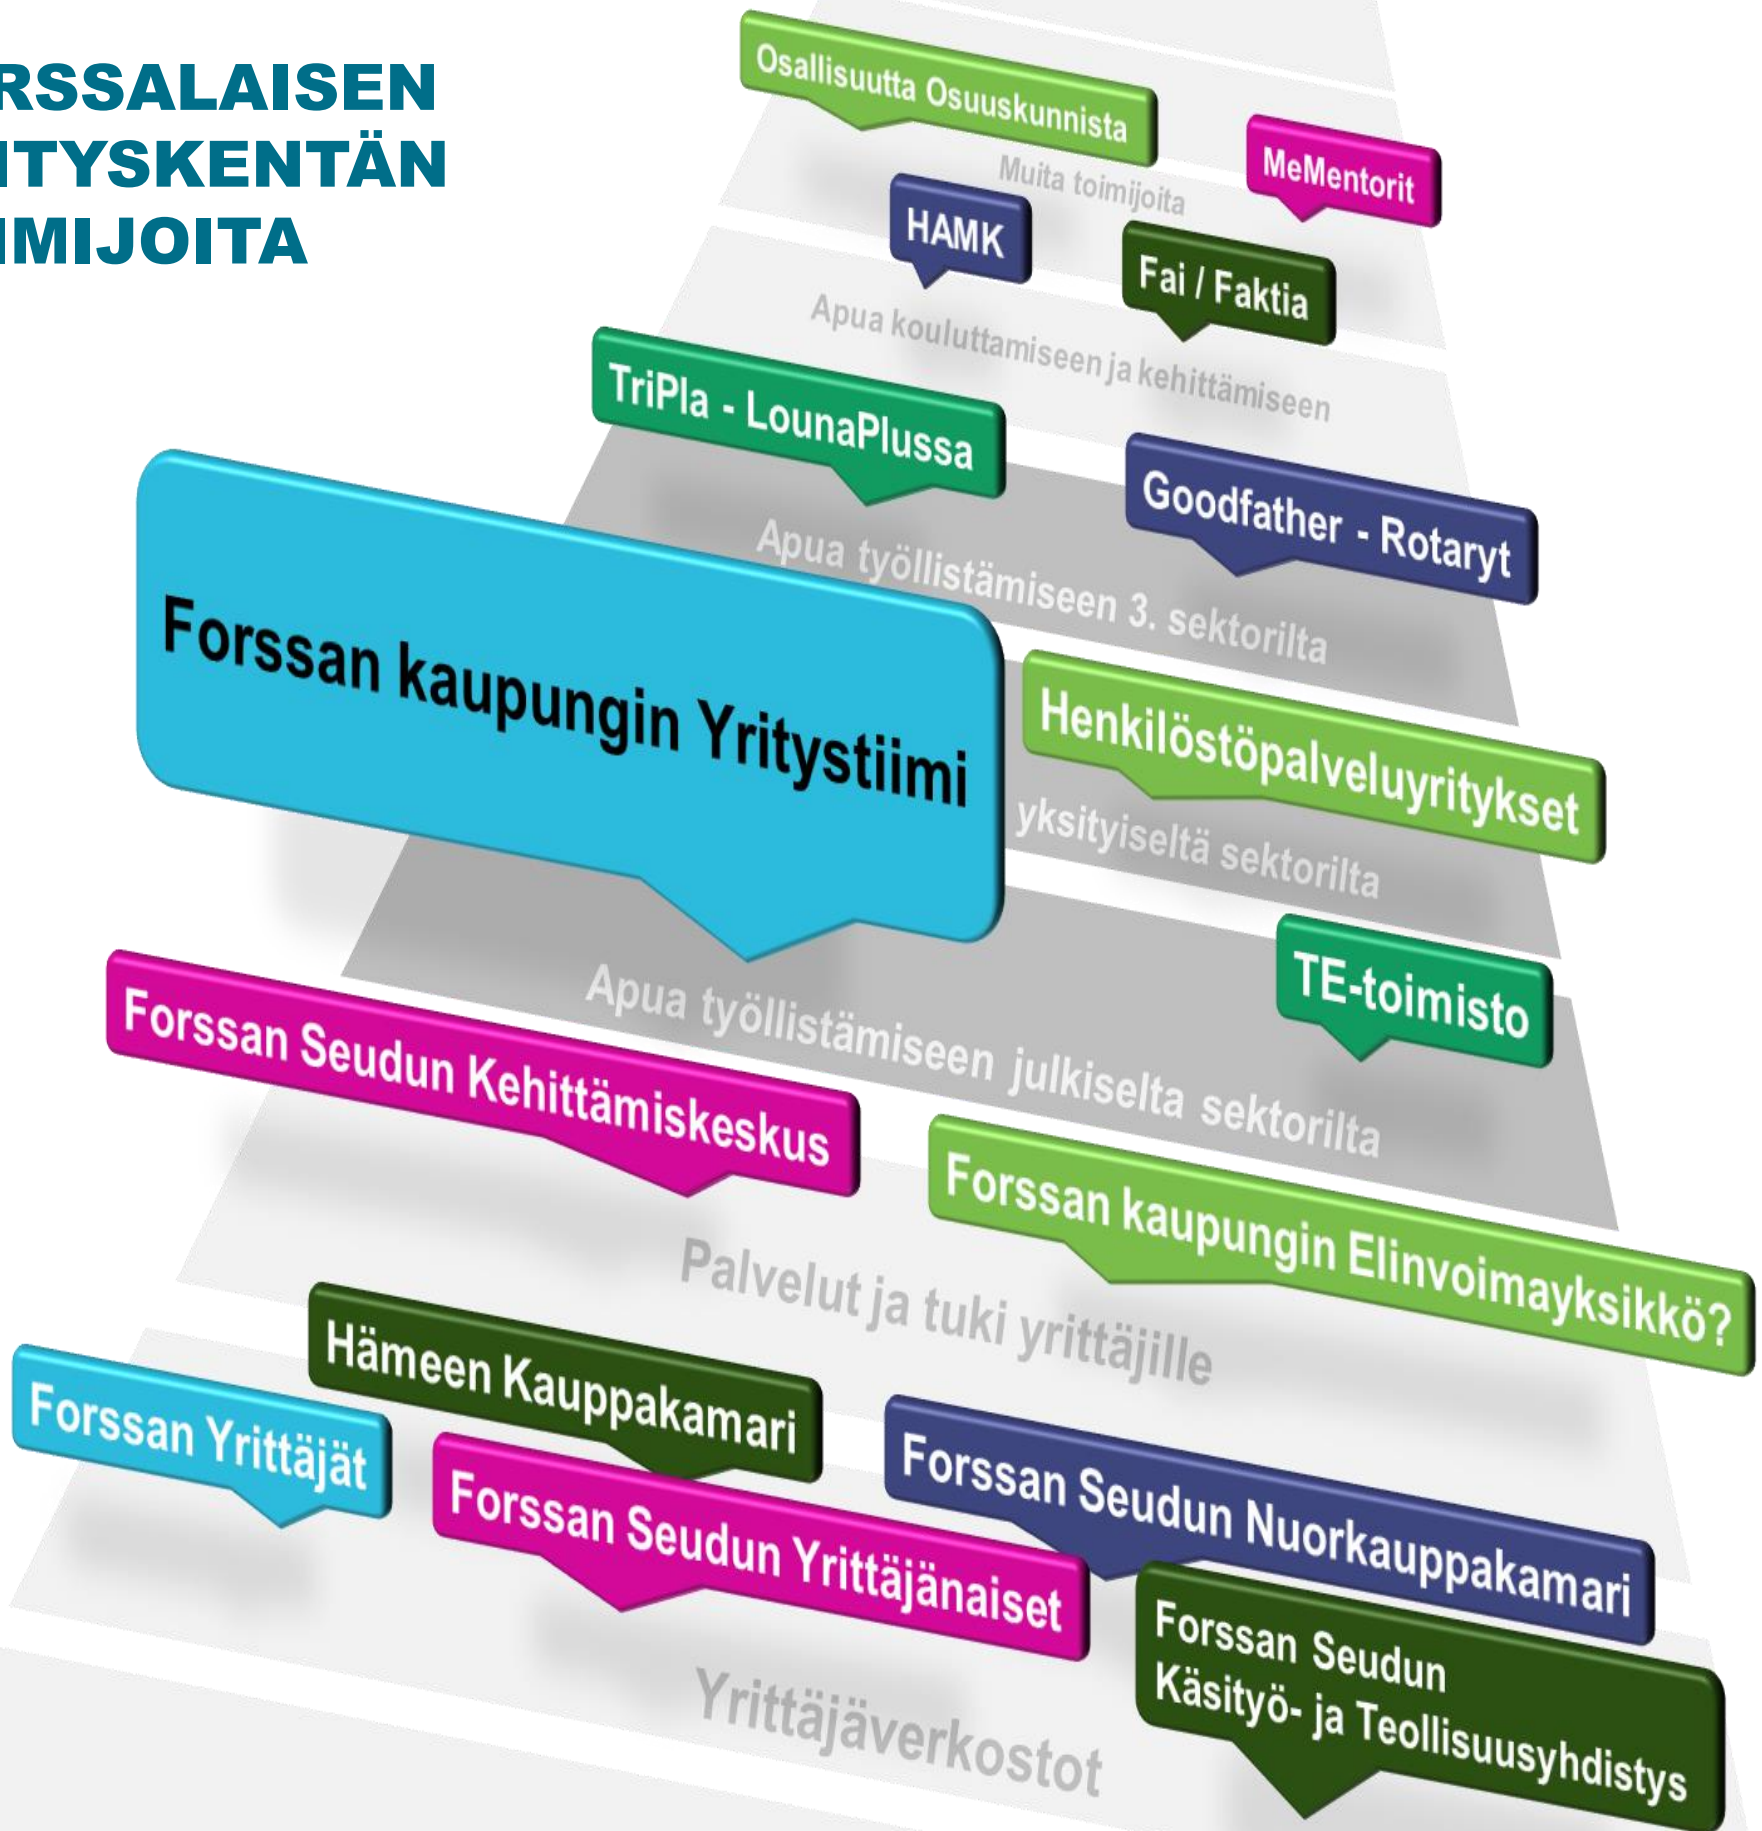 RSSALAISEN
ITYSKENTÄN
IMIJOITA
Osallisuutta Osuuskunnista
MeMentorit
Muita toimijoita
HAMK
Fai / Faktia
Apua kouluttamiseen ja kehittämiseen
TriPla - LounaPlussa
Goodfather - Rotaryt
Apua työllistämiseen 3. sektorilta
Forssan kaupungin Yritystiimi
Henkilöstöpalveluyritykset
yksityiseltä sektorilta
TE-toimisto
Apua työllistämiseen julkiselta sektorilta
Forssan Seudun Kehittämiskeskus
Forssan kaupungin Elinvoimayksikkö?
Palvelut ja tuki yrittäjille
Hämeen Kauppakamari
Forssan Yrittäjät
Forssan Seudun Nuorkauppakamari
Forssan Seudun Yrittäjänaiset
Forssan Seudun
Käsityö- ja Teollisuusyhdistys
Yrittäjäverkostot